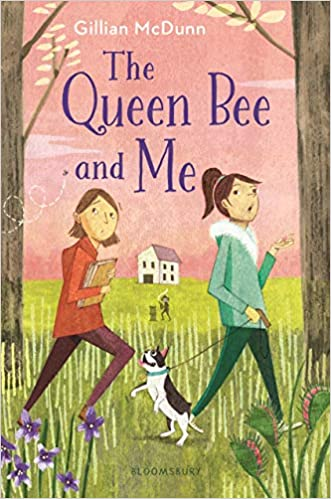 Gillian McDunn
The
Queen Bee
and Me
BLOOMSBURY